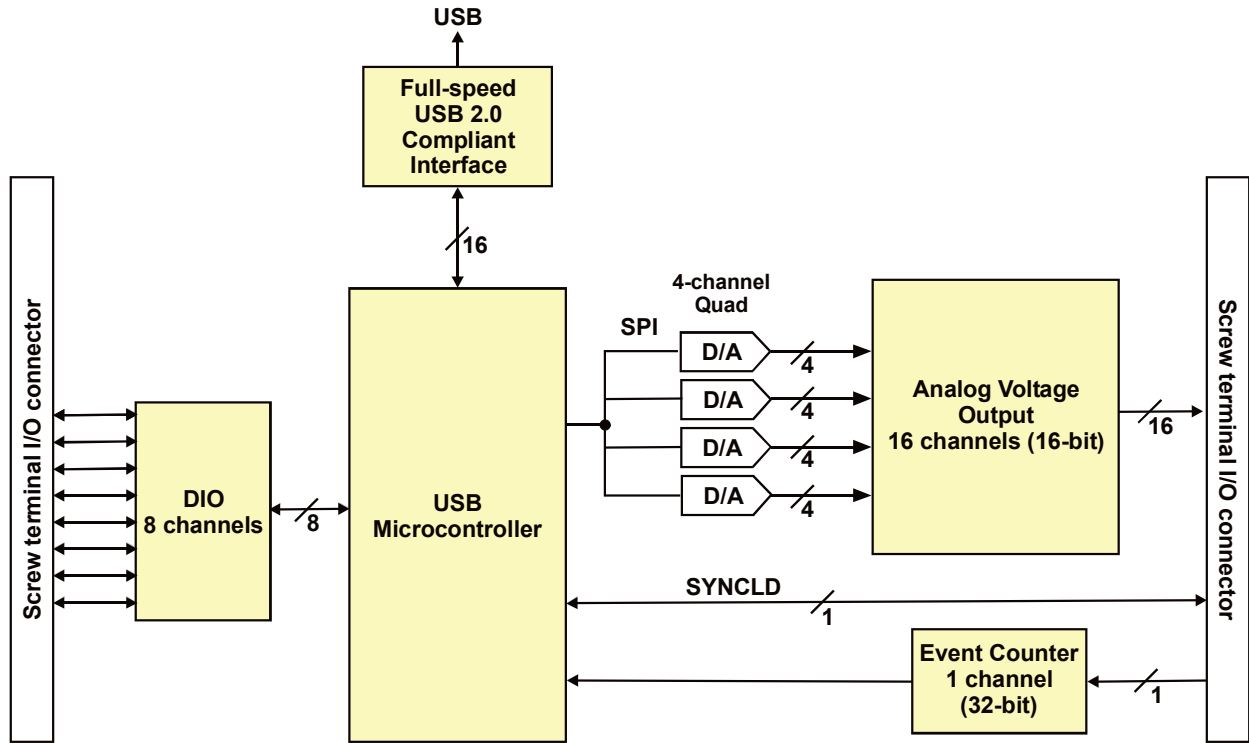 USB
Full-speed
USB 2.0
Compliant
Interface
16
Screw terminal I/O connector
DIO
8 channels
8
USB
Microcontroller
SPI
4-channel
Quad
D/A
4
D/A
4
D/A
4
D/A
4
Analog Voltage
Output
16 channels (16-bit)
16
SYNCLD
1
Event Counter
1 channel
(32-bit)
1
Screw terminal I/O connector